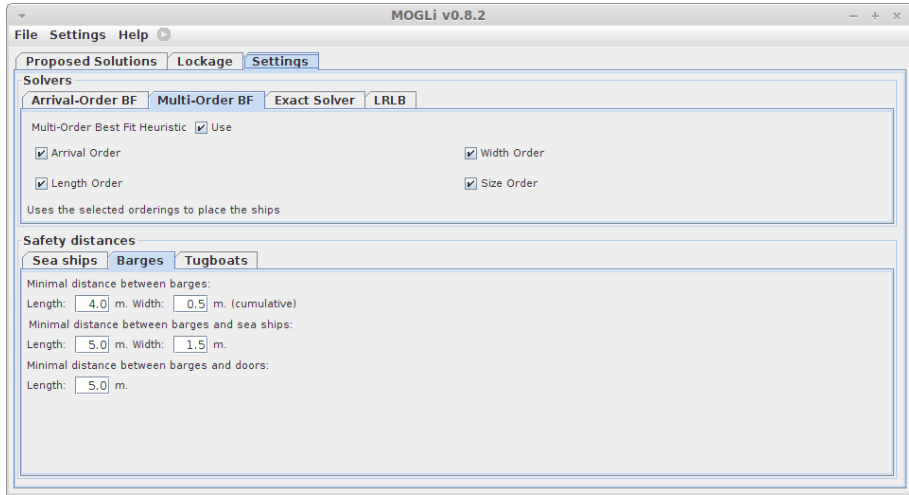 MOGLi v0.8.2
File Settings Help
Proposed Solutions Lockage Settings
Solvers
Arrival-Order BF Multi-Order BF Exact Solver LRLB
Multi-Order Best Fit Heuristic Use
Arrival Order Width Order
Length Order Size Order
Uses the selected orderings to place the ships
Safety distances
Sea ships Barges Tugboats
Minimal distance between barges:
Length: 4.0 m. Width: 0.5 m. (cumulative)
Minimal distance between barges and sea ships:
Length: 5.0 m. Width: 1.5 m.
Minimal distance between barges and doors:
Length: 5.0 m.